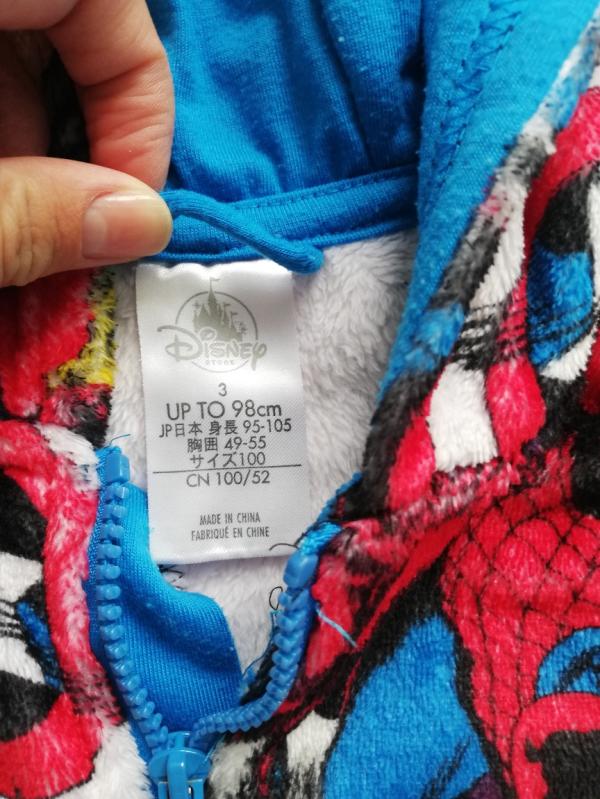 Disney
STORE
3
UP TO 98cm
JP日本 身長 95-105
胸囲 49-55
サイズ100
CN 100/52
MADE IN CHINA
FABRIQUÉ EN CHINE